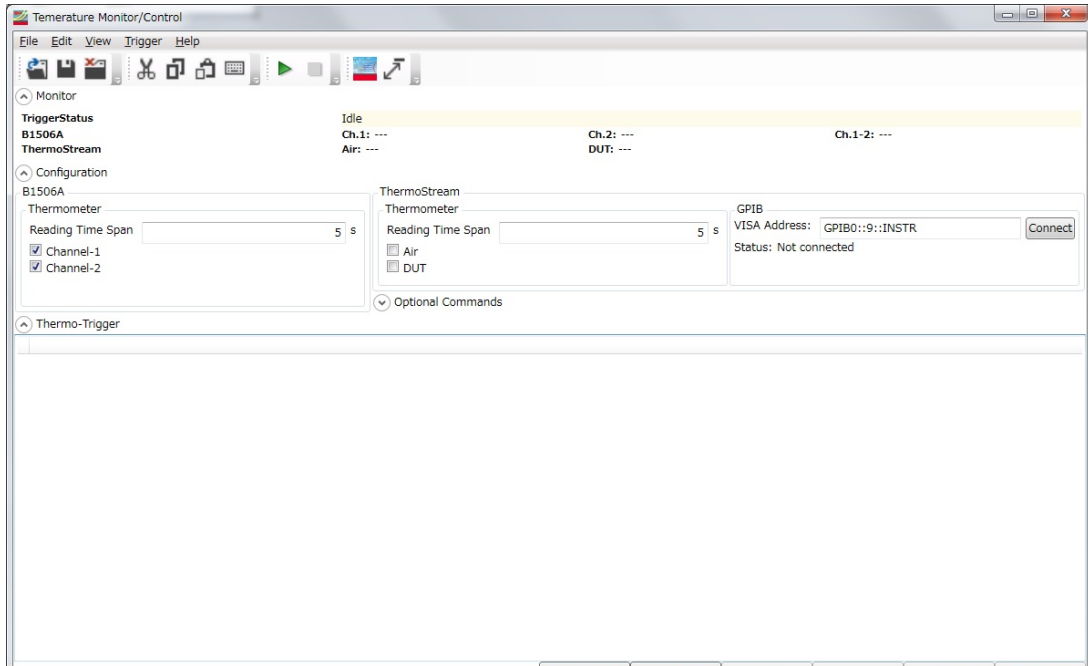 Temerature Monitor/Control
File Edit View Trigger Help
Monitor
TriggerStatus Idle
B1506A Ch.1: --- Ch.2: --- Ch.1-2: ---
ThermoStream Air: --- DUT: ---
Configuration
B1506A ThermoStream
Thermometer Thermometer GPIB
Reading Time Span 5 s Reading Time Span 5 s VISA Address: GPIB0::9::INSTR Connect
Channel-1 Air Status: Not connected
Channel-2 DUT
Optional Commands
Thermo-Trigger